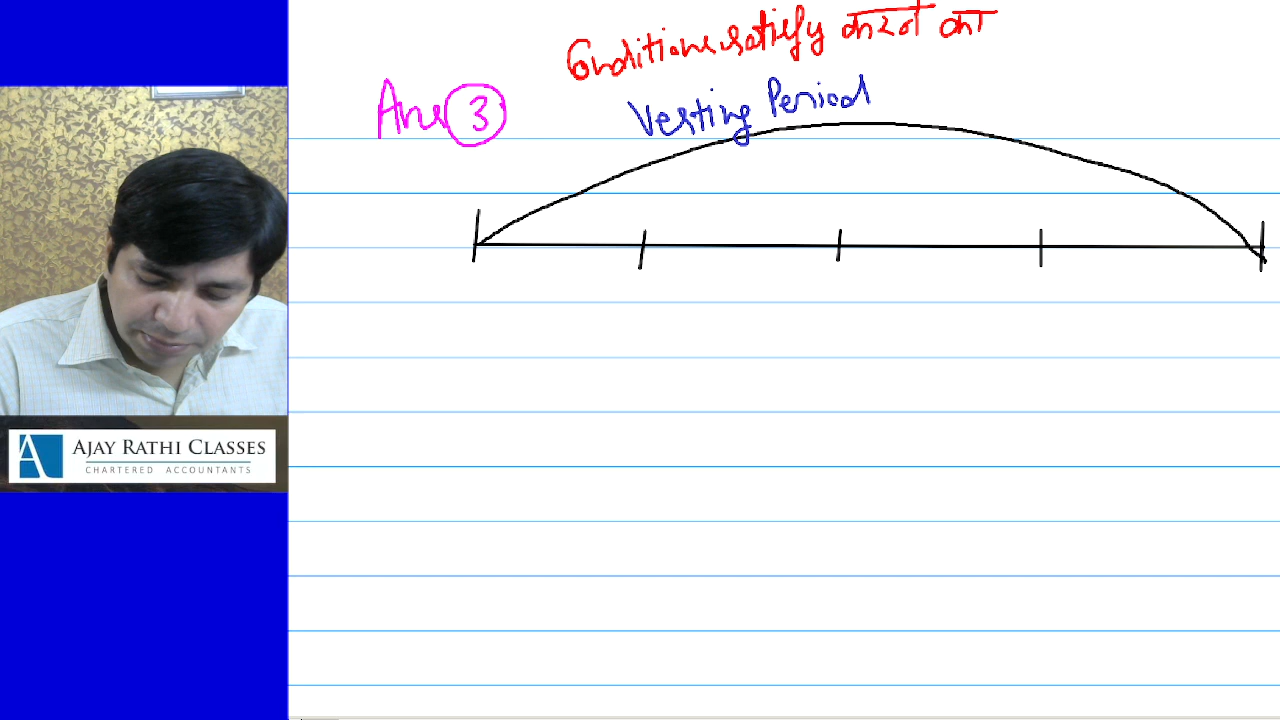 Conditions satisfy करने का
Ans 3
Vesting Period
AJAY RATHI CLASSES
CHARTERED ACCOUNTANTS